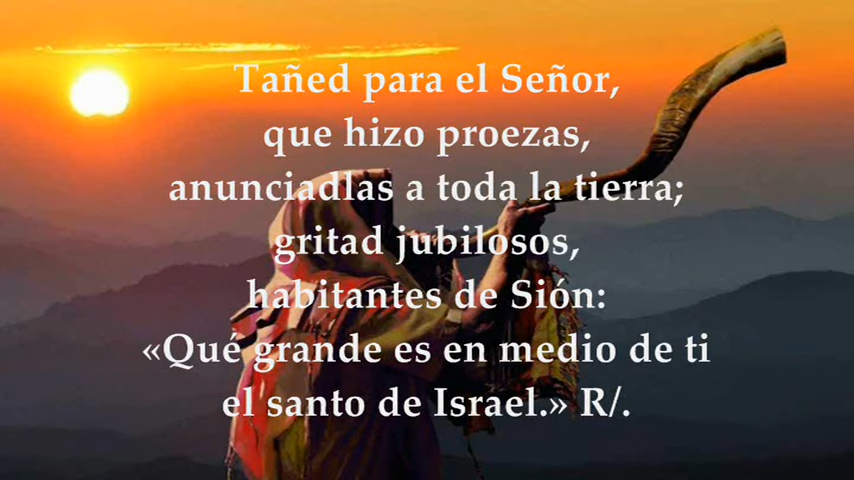 Tañed para el Señor,
que hizo proezas,
anunciadlas a toda la tierra;
gritad jubilosos,
habitantes de Sión:
«Qué grande es en medio de ti
el santo de Israel.» R/.